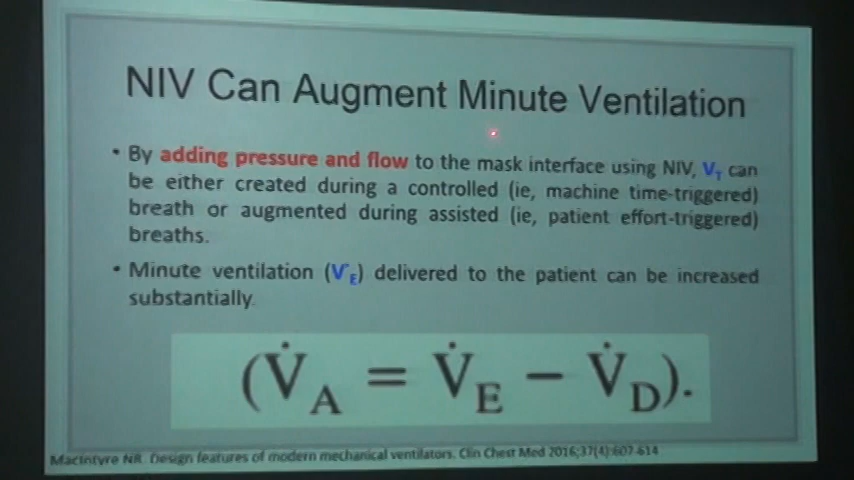 NIV Can Augment Minute Ventilation
• By adding pressure and flow to the mask interface using NIV, VT can
be either created during a controlled (ie, machine time-triggered)
breath or augmented during assisted (ie, patient effort-triggered)
breaths.
• Minute ventilation (V̇E) delivered to the patient can be increased
substantially.
(V̇A = V̇E − V̇D).
MacIntyre NR. Design features of modern mechanical ventilators. Clin Chest Med 2016;37(4):607-614